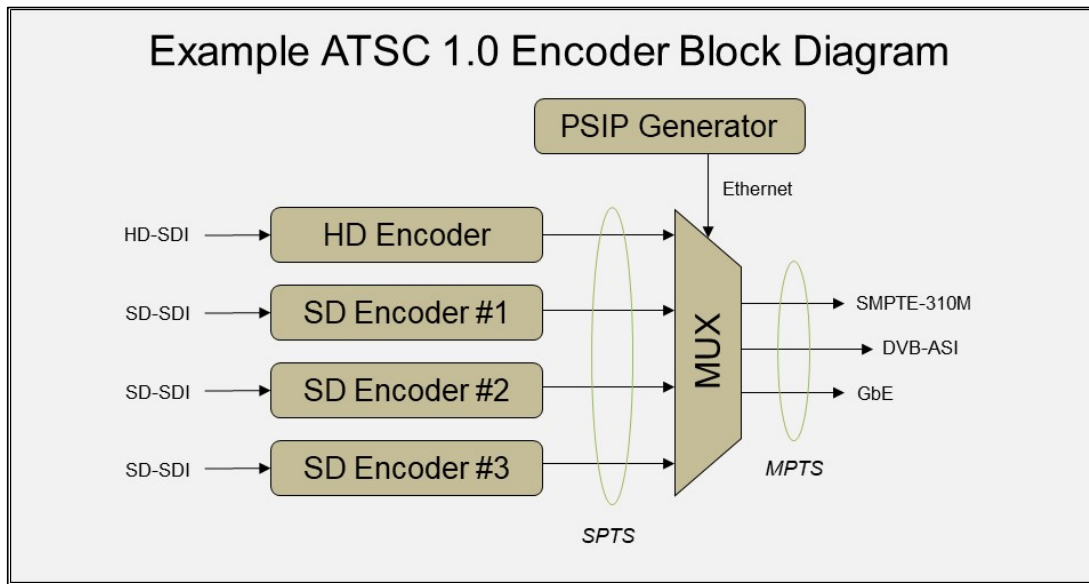 Example ATSC 1.0 Encoder Block Diagram
PSIP Generator
Ethernet
HD-SDI
HD Encoder
SD-SDI
SD Encoder #1
SD-SDI
SD Encoder #2
SD-SDI
SD Encoder #3
MUX
SMPTE-310M
DVB-ASI
GbE
SPTS
MPTS